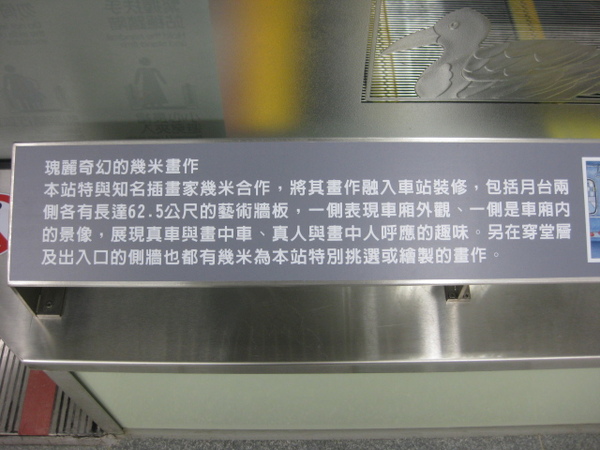 瑰麗奇幻的幾米畫作
本站特與知名插畫家幾米合作，將其畫作融入車站裝修，包括月台兩
側各有長達62.5公尺的藝術牆板，一側表現車廂外觀、一側是車廂內
的景像，展現真車與畫中車、真人與畫中人呼應的趣味。另在穿堂層
及出入口的側牆也都有幾米為本站特別挑選或繪製的畫作。